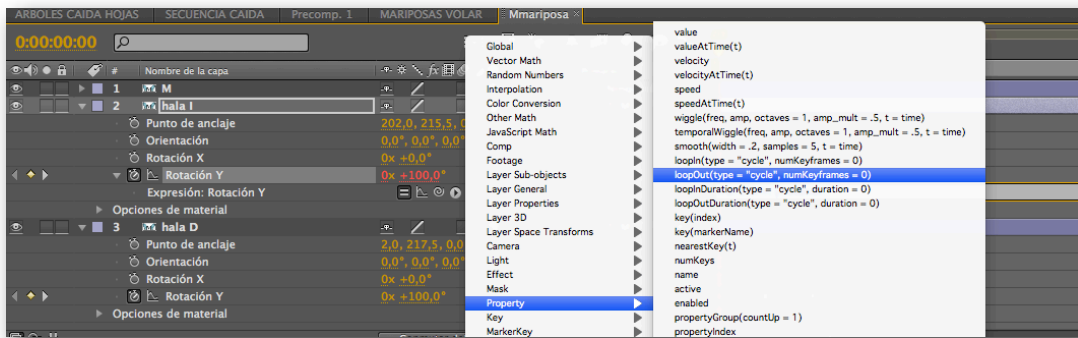 ARBOLES CAIDA HOJAS SECUENCIA CAIDA Precomp. 1 MARIPOSAS VOLAR Mmariposa ×
0:00:00:00
# Nombre de la capa
1 M
2 hala I
Punto de anclaje 202,0, 215,5,
Orientación 0,0°, 0,0°,
Rotación X 0x +0,0°
Rotación Y 0x +100,0°
Expresión: Rotación Y
Opciones de material
3 hala D
Punto de anclaje 2,0, 217,5, 0,0
Orientación 0,0°, 0,0°, 0,0°
Rotación X 0x +0,0°
Rotación Y 0x +100,0°
Opciones de material
Global
Vector Math
Random Numbers
Interpolation
Color Conversion
Other Math
JavaScript Math
Comp
Footage
Layer Sub-objects
Layer General
Layer Properties
Layer 3D
Layer Space Transforms
Camera
Light
Effect
Mask
Property
Key
MarkerKey
value
valueAtTime(t)
velocity
velocityAtTime(t)
speed
speedAtTime(t)
wiggle(freq, amp, octaves = 1, amp_mult = .5, t = time)
temporalWiggle(freq, amp, octaves = 1, amp_mult = .5, t = time)
smooth(width = .2, samples = 5, t = time)
loopIn(type = "cycle", numKeyframes = 0)
loopOut(type = "cycle", numKeyframes = 0)
loopInDuration(type = "cycle", duration = 0)
loopOutDuration(type = "cycle", duration = 0)
key(index)
key(markerName)
nearestKey(t)
numKeys
name
active
enabled
propertyGroup(countUp = 1)
propertyIndex